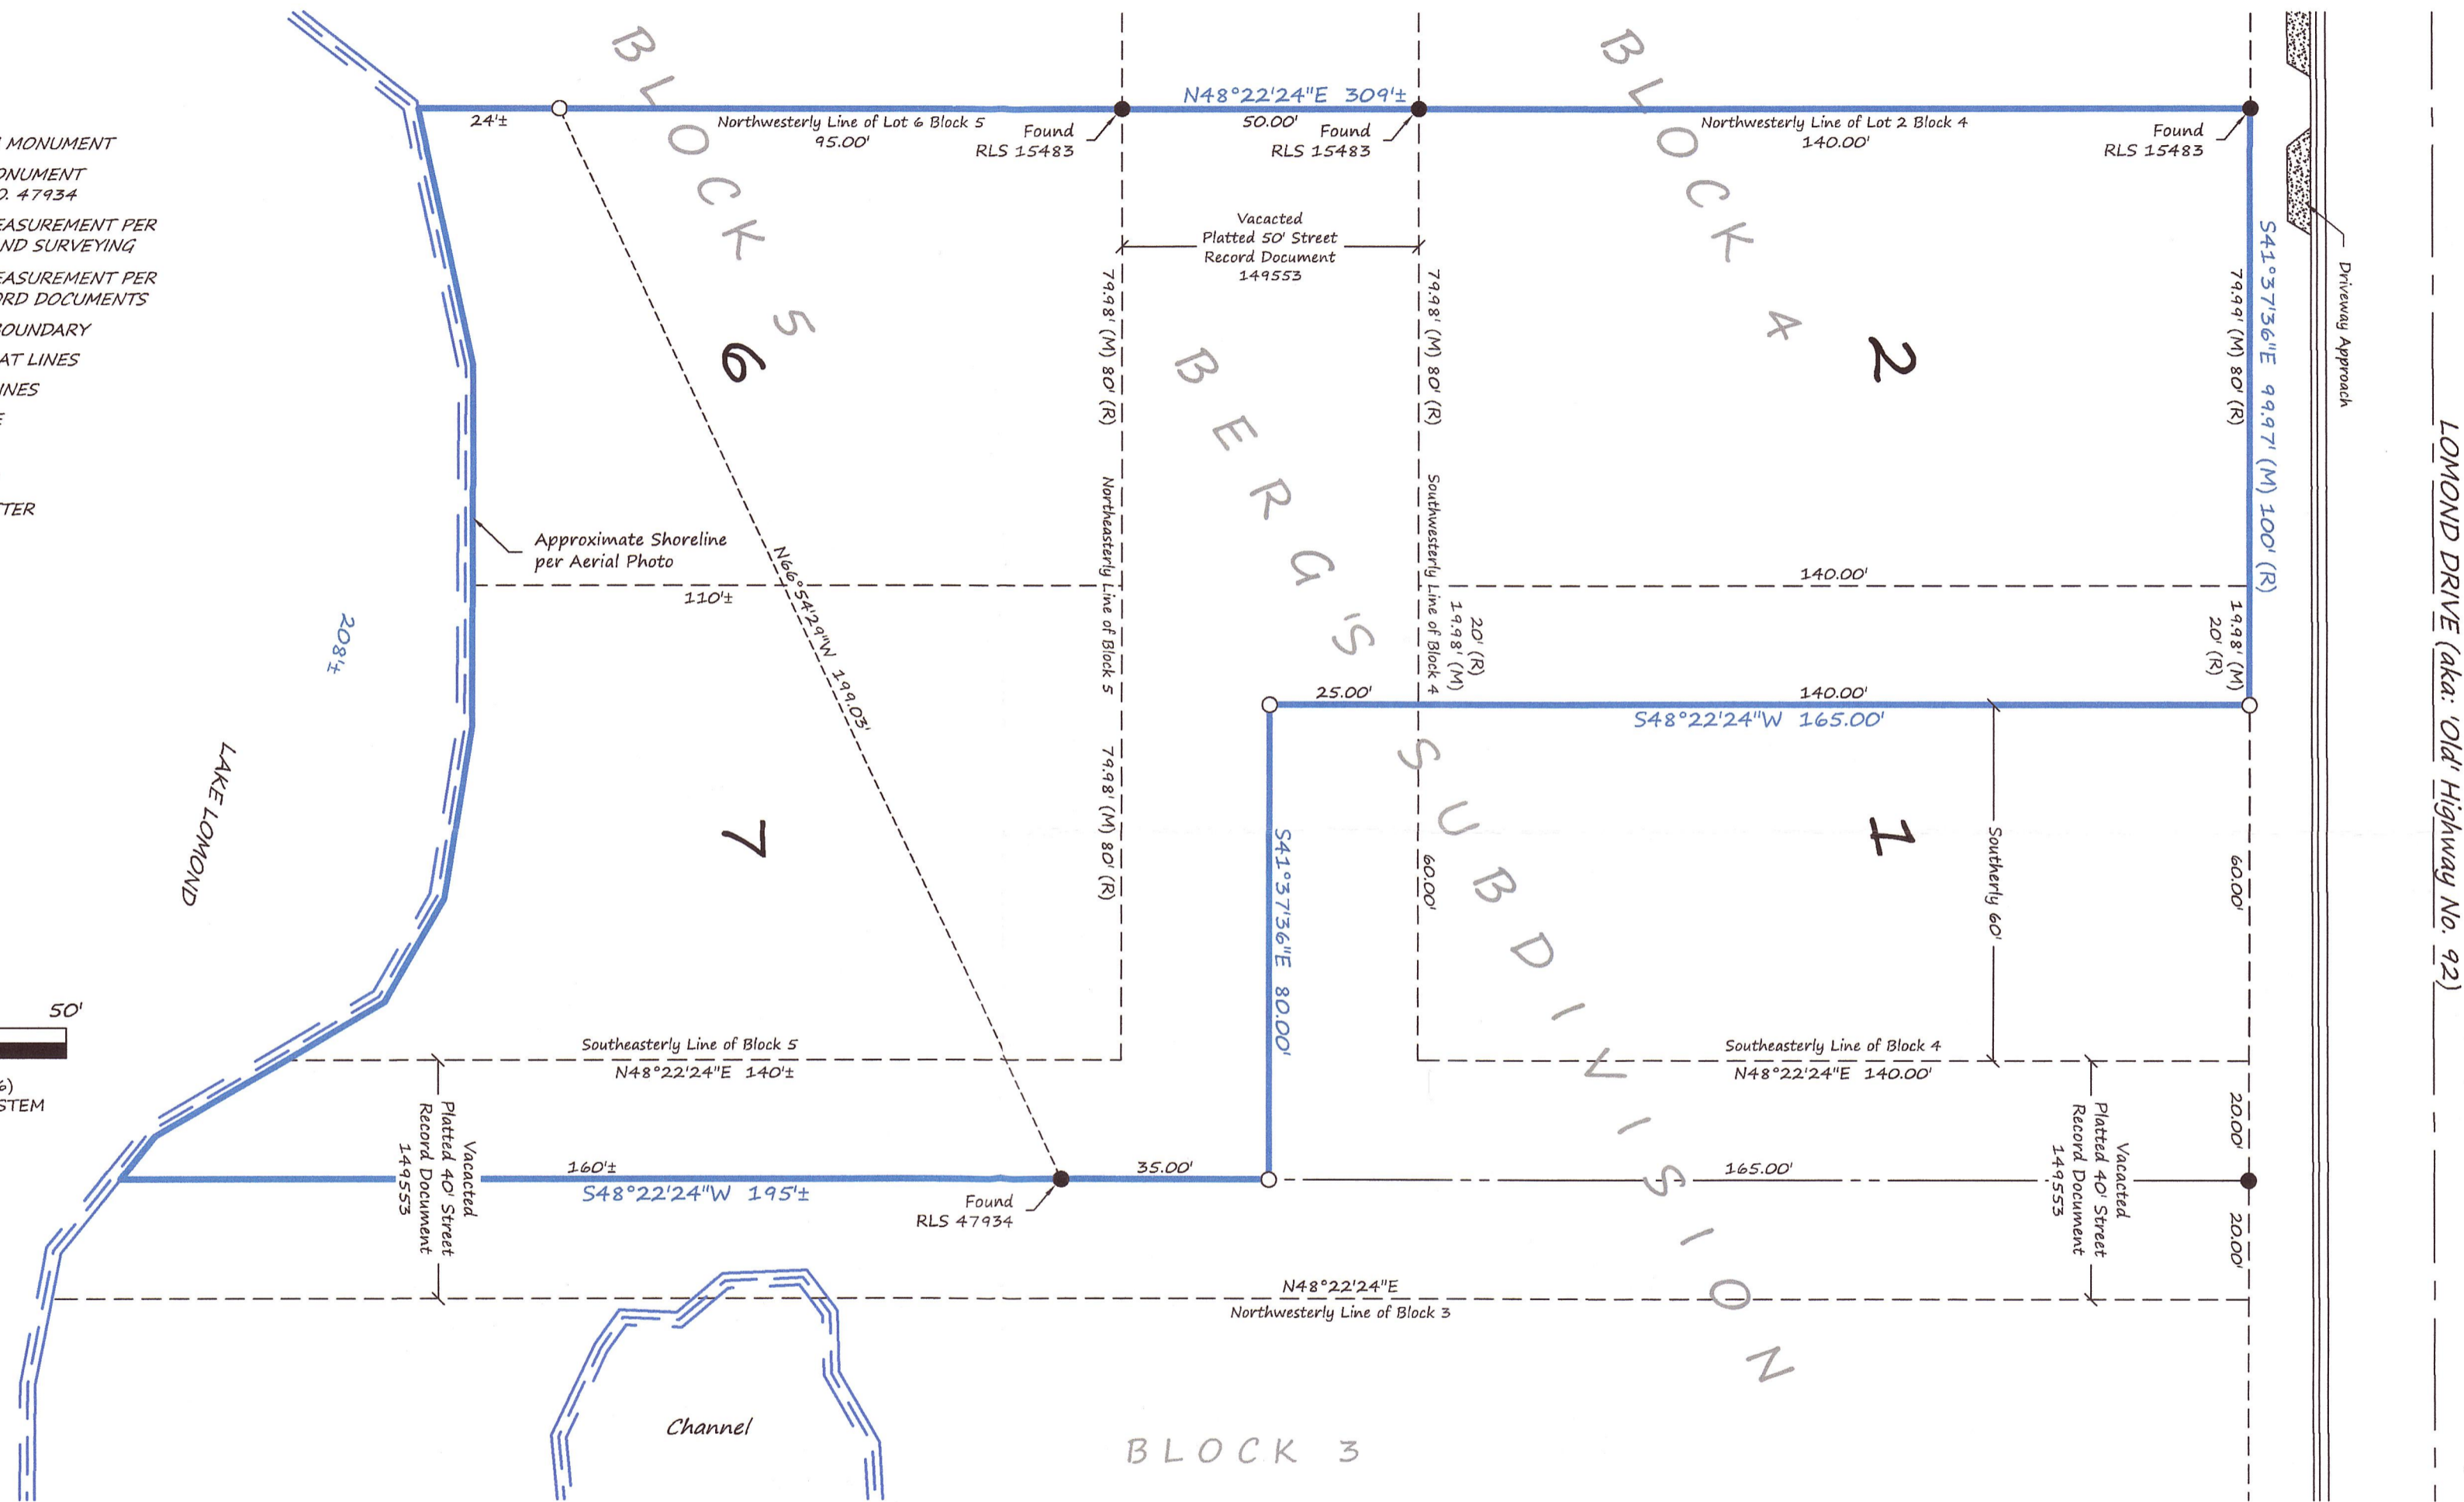 MONUMENT
ONUMENT
O. 47934
EASUREMENT PER
ND SURVEYING
EASUREMENT PER
ORD DOCUMENTS
BOUNDARY
AT LINES
INES
E
TTER
50'
6)
STEM
BLOCK 5
BLOCK 4
N48°22'24"E 309'±
24'±
Northwesterly Line of Lot 6 Block 5
95.00'
Found
RLS 15483
50.00'
Found
RLS 15483
Northwesterly Line of Lot 2 Block 4
140.00'
Found
RLS 15483
Vacacted
Platted 50' Street
Record Document
149553
79.98' (M) 80' (R)
79.98' (M) 80' (R)
79.99' (M) 80' (R)
S41°37'36"E 99.97' (M) 100' (R)
Driveway Approach
LOMOND DRIVE (aka: 'Old' Highway No. 92)
6
2
BERG'S SUBDIVISION
Approximate Shoreline
per Aerial Photo
110'±
N66°54'29"W 199.03'
Northeasterly Line of Block 5
Southwesterly Line of Block 4
140.00'
20' (R)
19.98' (M)
19.98' (M)
20' (R)
208'±
LAKE LOMOND
25.00'
140.00'
S48°22'24"W 165.00'
7
79.98' (M) 80' (R)
S41°37'36"E 80.00'
60.00'
1
Southerly 60'
60.00'
Southeasterly Line of Block 5
N48°22'24"E 140'±
Southeasterly Line of Block 4
N48°22'24"E 140.00'
Vacacted
Platted 40' Street
Record Document
149553
Vacacted
Platted 40' Street
Record Document
149553
20.00'
20.00'
160'±
S48°22'24"W 195'±
35.00'
165.00'
Found
RLS 47934
N48°22'24"E
Northwesterly Line of Block 3
Channel
BLOCK 3